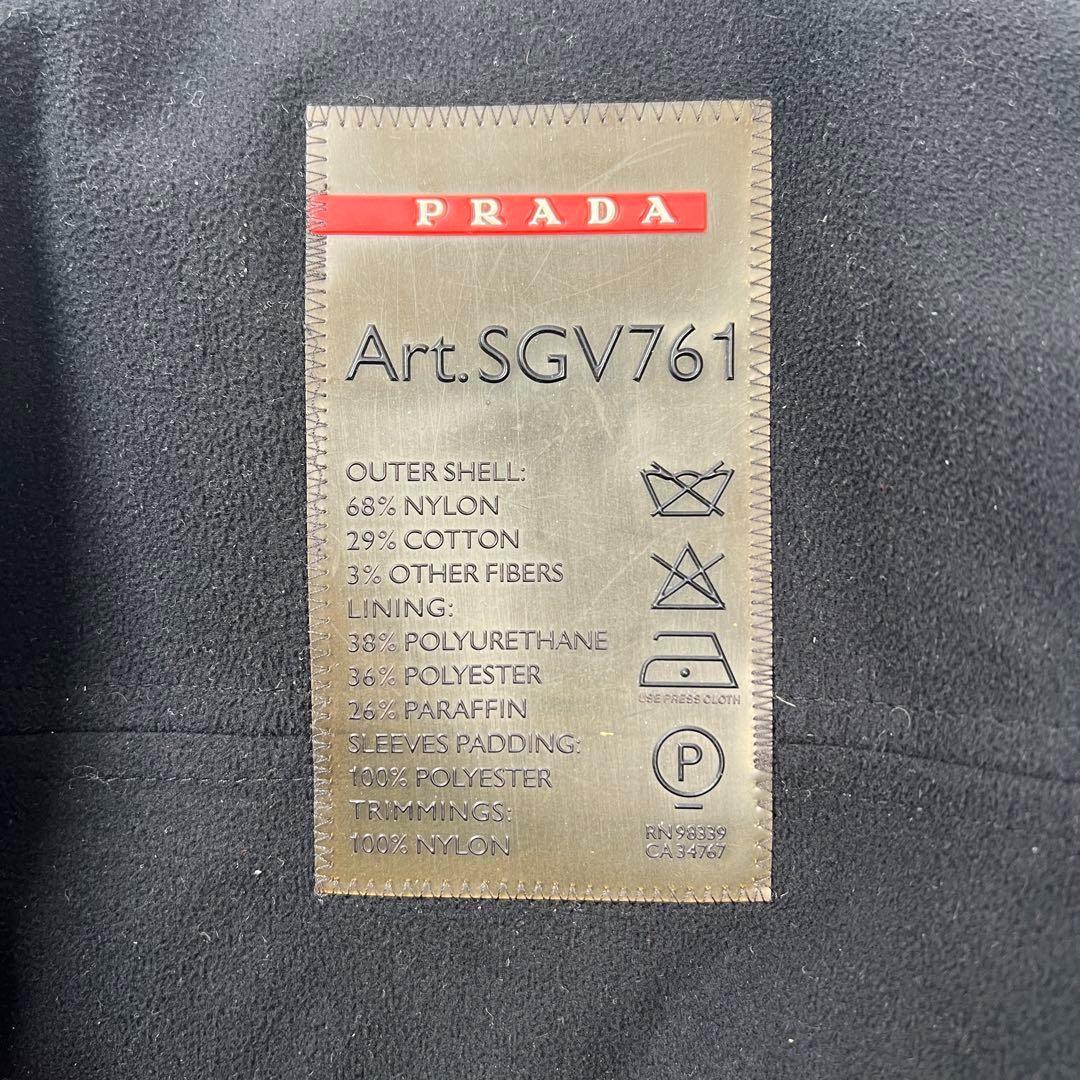 PRADA
Art.SGV761
OUTER SHELL:
68% NYLON
29% COTTON
3% OTHER FIBERS
LINING:
38% POLYURETHANE
36% POLYESTER
26% PARAFFIN
SLEEVES PADDING:
100% POLYESTER
TRIMMINGS:
100% NYLON
USE PRESS CLOTH
P
RN 98339
CA 34767